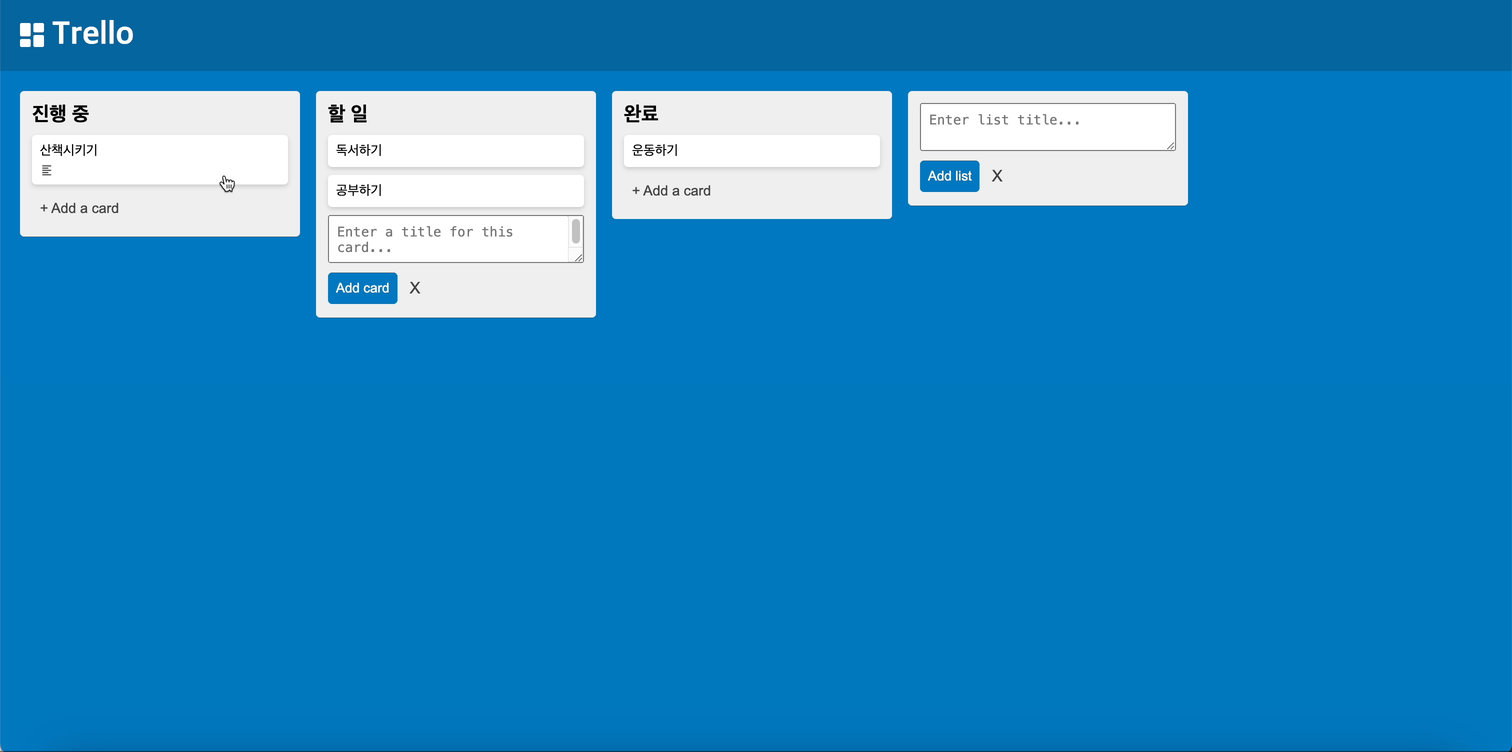 Trello
진행 중
산책시키기
+ Add a card
할 일
독서하기
공부하기
Enter a title for this
card...
Add card X
완료
운동하기
+ Add a card
Enter list title...
Add list X